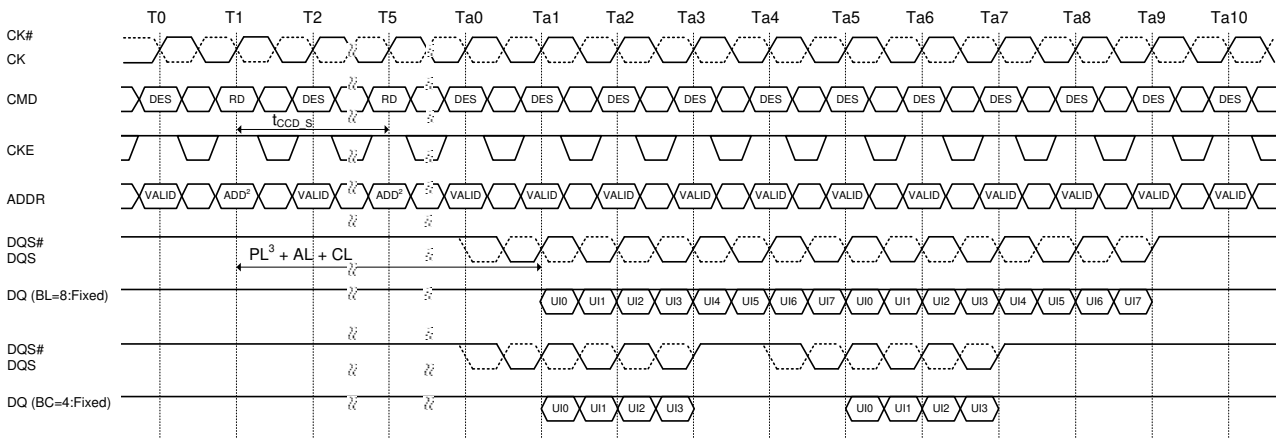 T0 T1 T2 T5 Ta0 Ta1 Ta2 Ta3 Ta4 Ta5 Ta6 Ta7 Ta8 Ta9 Ta10
CK#
CK
CMD DES RD DES RD DES DES DES DES DES DES DES DES DES DES DES
tCCD_S
CKE
ADDR VALID ADD² VALID ADD² VALID VALID VALID VALID VALID VALID VALID VALID VALID VALID VALID
DQS#
DQS
PL³ + AL + CL
DQ (BL=8:Fixed) UI0 UI1 UI2 UI3 UI4 UI5 UI6 UI7 UI0 UI1 UI2 UI3 UI4 UI5 UI6 UI7
DQS#
DQS
DQ (BC=4:Fixed) UI0 UI1 UI2 UI3 UI0 UI1 UI2 UI3